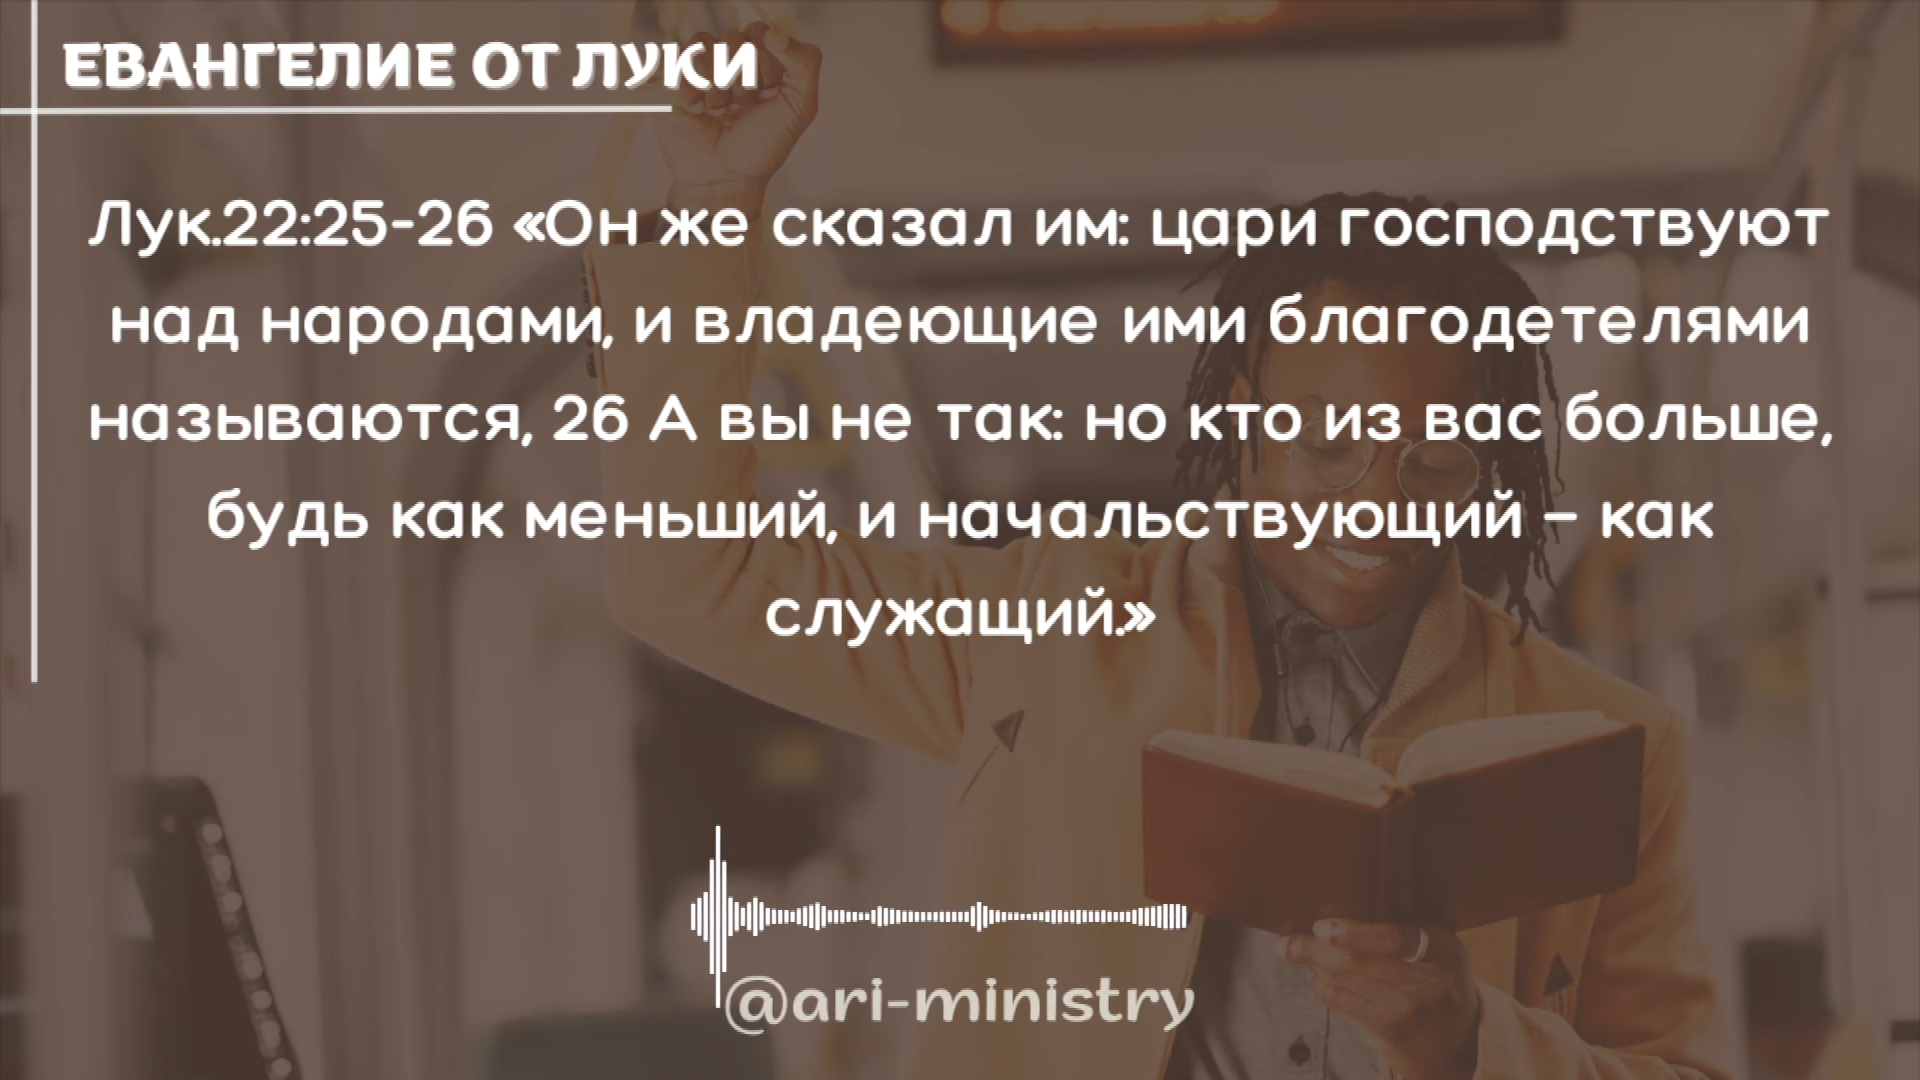 ЕВАНГЕЛИЕ ОТ ЛУКИ
Лук.22:25-26 «Он же сказал им: цари господствуют
над народами, и владеющие ими благодетелями
называются, 26 А вы не так: но кто из вас больше,
будь как меньший, и начальствующий – как
служащий.»
@ari-ministry